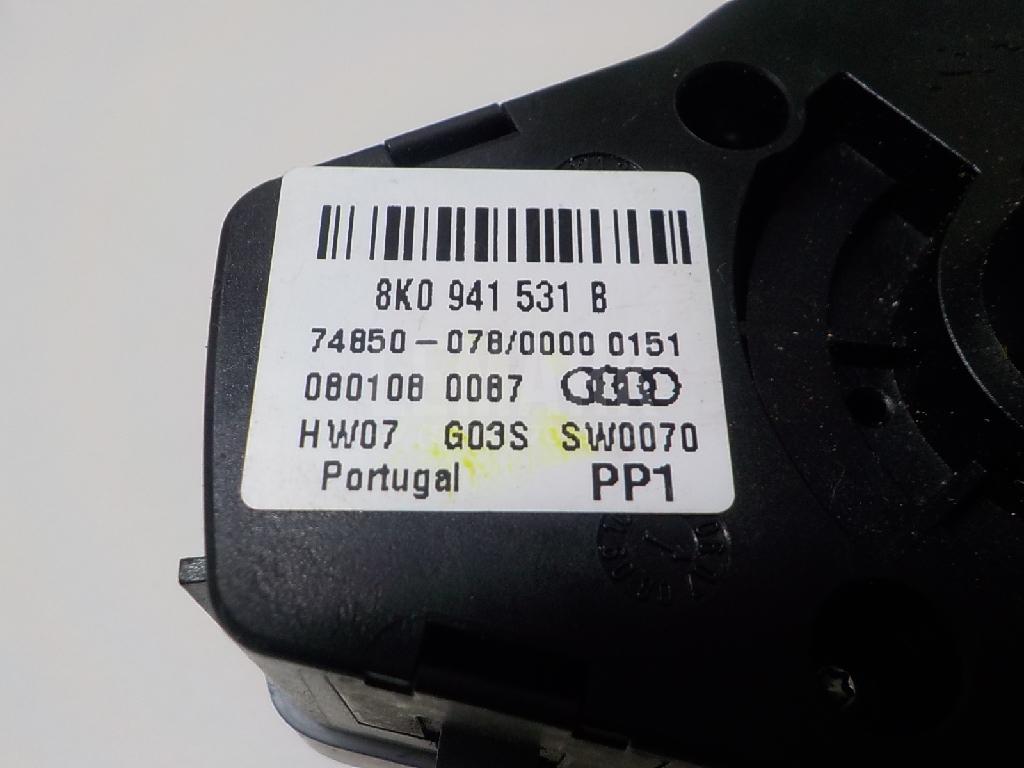 8K0 941 531 B
74850-078/0000 0151
080108 0087
HW07 G03S SW0070
Portugal PP1